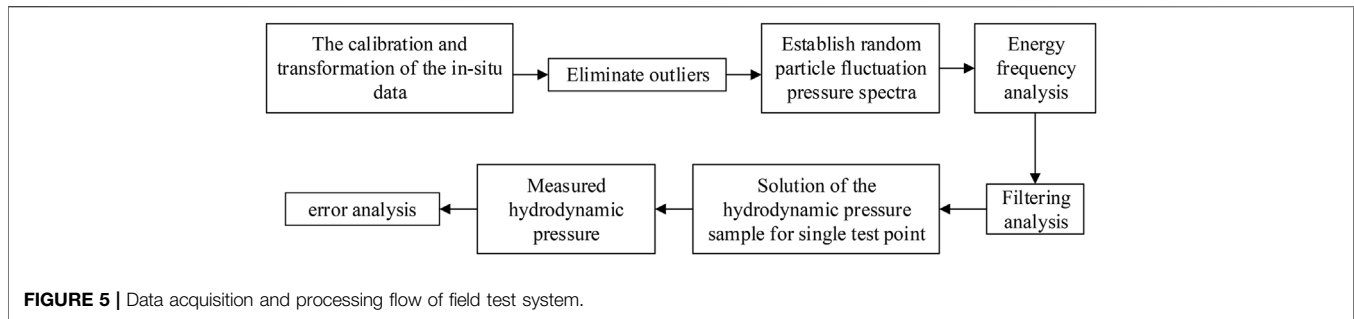 The calibration and
transformation of the in-situ
data
Eliminate outliers
Establish random
particle fluctuation
pressure spectra
Energy
frequency
analysis
Filtering
analysis
Solution of the
hydrodynamic pressure
sample for single test point
Measured
hydrodynamic
pressure
error analysis
FIGURE 5 | Data acquisition and processing flow of field test system.